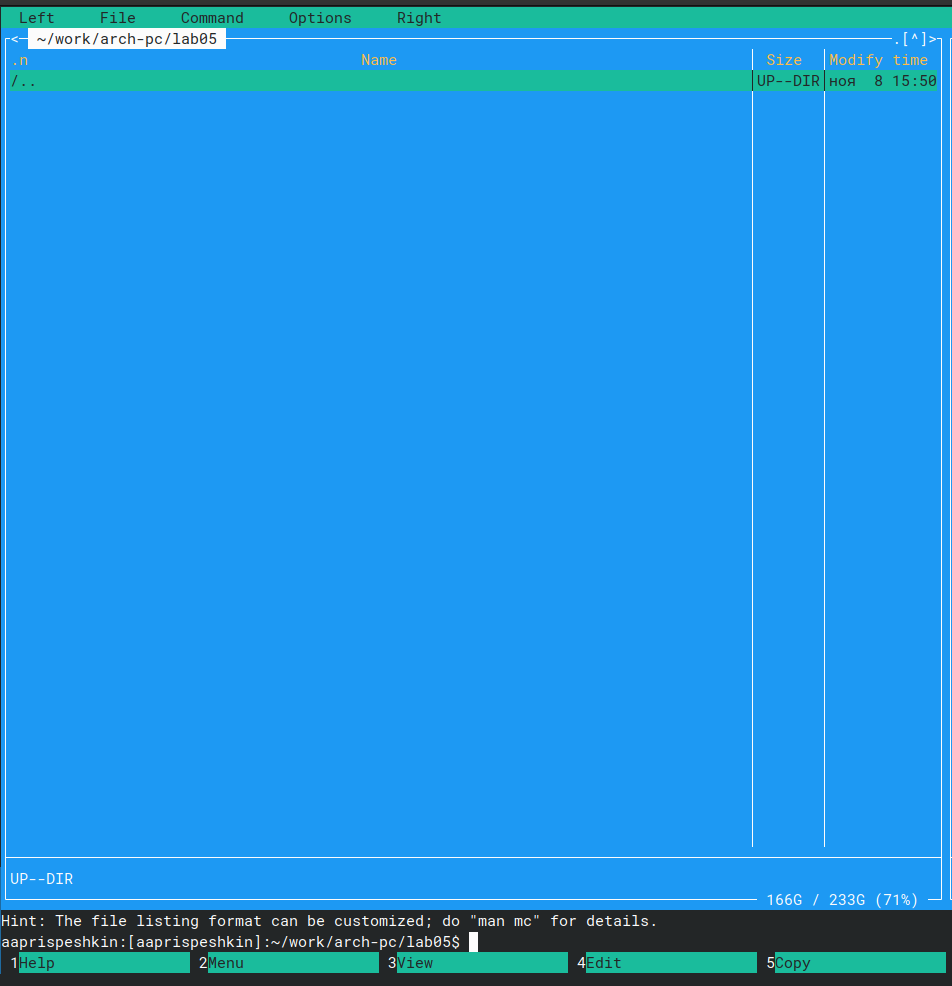 Left File Command Options Right
<─ ~/work/arch-pc/lab05 ─.[^]>
.n Name Size Modify time
/.. UP--DIR ноя 8 15:50
UP--DIR
166G / 233G (71%)
Hint: The file listing format can be customized; do "man mc" for details.
aaprispeshkin:[aaprispeshkin]:~/work/arch-pc/lab05$
1Help 2Menu 3View 4Edit 5Copy